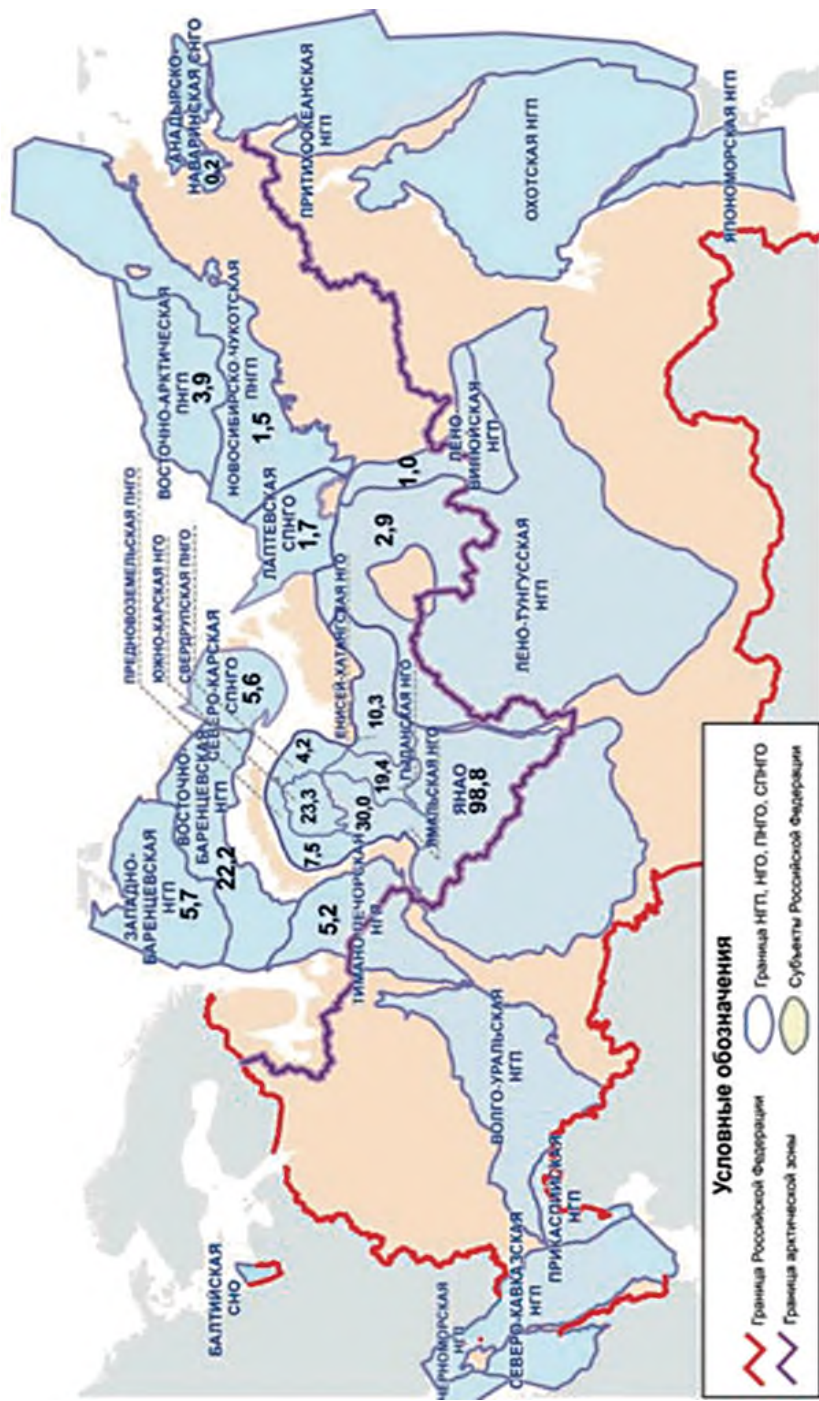 ПРЕДНОВОЗЕМЕЛЬСКАЯ ПНГО
ЮЖНО-КАРСКАЯ НГО
СВЕРДРУПСКАЯ ПНГО
ЗАПАДНО-
БАРЕНЦЕВСКАЯ
НГП
5,7
ВОСТОЧНО-
БАРЕНЦЕВСКАЯ
НГП
22,2
СЕВЕРО-КАРСКАЯ
СПНГО
5,6
ЛАПТЕВСКАЯ
СПНГО
1,7
ВОСТОЧНО-АРКТИЧЕСКАЯ
ПНГП
3,9
НОВОСИБИРСКО-ЧУКОТСКАЯ
ПНГП
1,5
АНАДЫРСКО-
НАВАРИНСКАЯ СНГО
0,2
БАЛТИЙСКАЯ
СНО
7,5
23,3
4,2
ЕНИСЕЙ-ХАТАНГСКАЯ НГО
10,3
30,0
19,4
ГЫДАНСКАЯ НГО
ЯМАЛЬСКАЯ НГО
5,2
ТИМАНО-ПЕЧОРСКАЯ
НГП
ЯНАО
98,8
2,9
1,0
ЛЕНО-
ВИЛЮЙСКАЯ
НГП
ПРИТИХООКЕАНСКАЯ
НГП
ВОЛГО-УРАЛЬСКАЯ
НГП
ЛЕНО-ТУНГУССКАЯ
НГП
ОХОТСКАЯ НГП
ЧЕРНОМОРСКАЯ
НГП
СЕВЕРО-КАВКАЗСКАЯ
НГП
ПРИКАСПИЙСКАЯ
НГП
ЯПОНОМОРСКАЯ НГП
Условные обозначения
Граница Российской Федерации
Граница НГП, НГО, ПНГО, СПНГО
Граница арктической зоны
Субъекты Российской Федерации